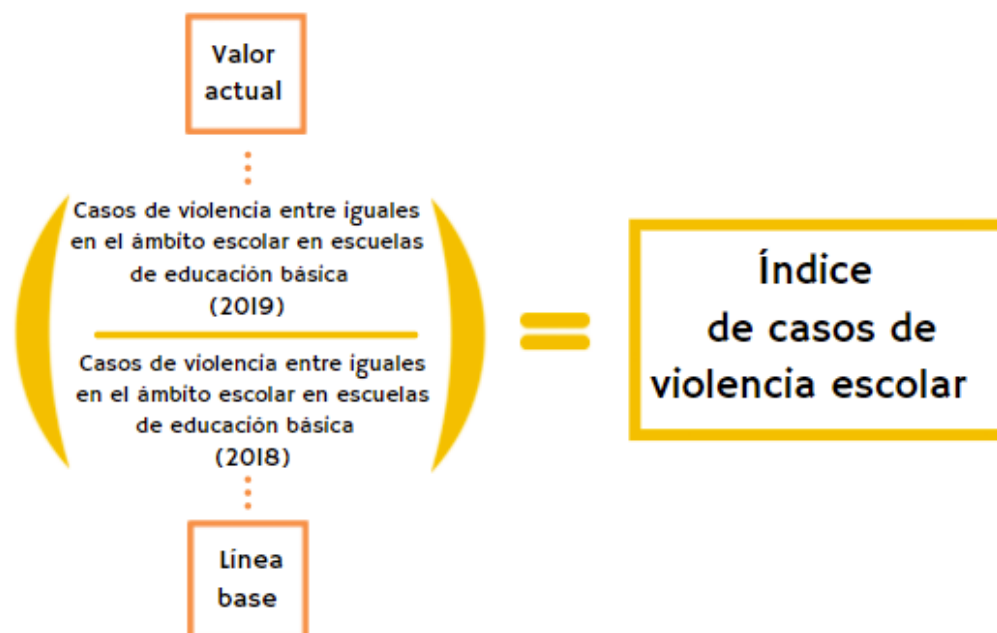 Valor
actual
Casos de violencia entre iguales
en el ámbito escolar en escuelas
de educación básica
(2019)
Casos de violencia entre iguales
en el ámbito escolar en escuelas
de educación básica
(2018)
Línea
base
=
Índice
de casos de
violencia escolar